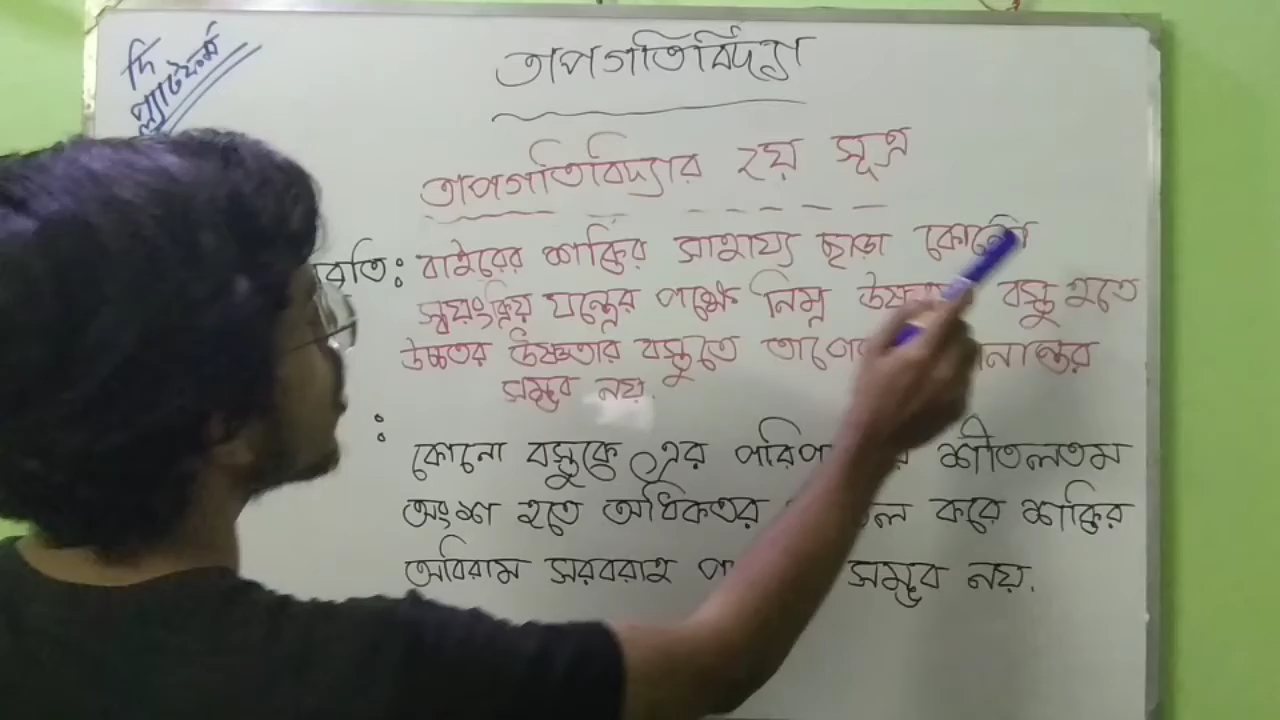 দি
প্ল্যাটফর্ম
তাপগতিবিদ্যা
তাপগতিবিদ্যার ২য় সূত্র
বাইরের শক্তির সাহায্য ছাড়া কোনো
স্বয়ংক্রিয় যন্ত্রের পক্ষে নিম্ন বস্তু হতে
উচ্চতর উষ্ণতার বস্তুতে
সম্ভব নয়.
:
কোনো বস্তুকে এর শীতলতম
অংশ হতে অধিকতর করে শক্তির
অবিরাম সরবরাহ সম্ভব নয়.